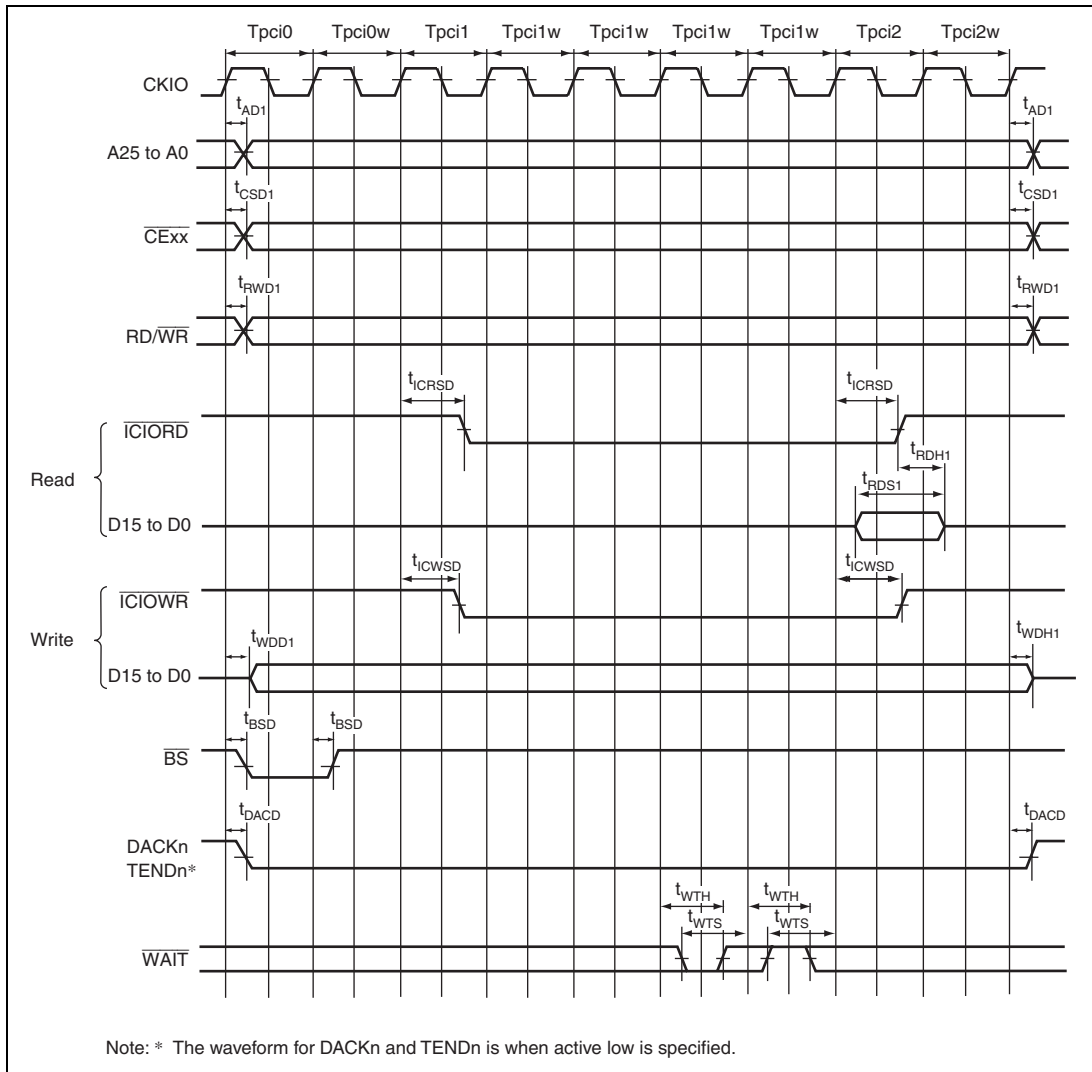 Tpci0 Tpci0w Tpci1 Tpci1w Tpci1w Tpci1w Tpci1w Tpci2 Tpci2w
CKIO
tAD1 tAD1
A25 to A0
tCSD1 tCSD1
CExx
tRWD1 tRWD1
RD/WR
tICRSD tICRSD
ICIORD
tRDH1
Read
tRDS1
D15 to D0
tICWSD tICWSD
ICIOWR
Write
tWDD1 tWDH1
D15 to D0
tBSD tBSD
BS
tDACD tDACD
DACKn
TENDn*
tWTH tWTH
tWTS tWTS
WAIT
Note: * The waveform for DACKn and TENDn is when active low is specified.